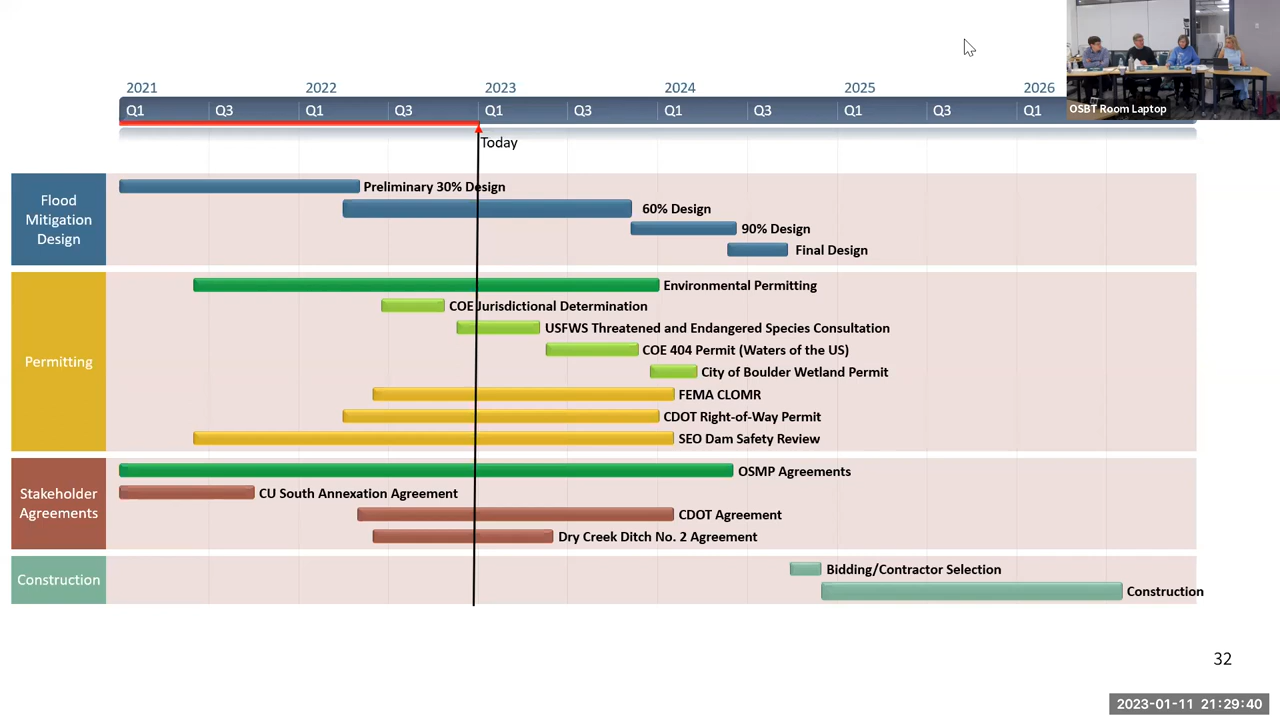 2021 2022 2023 2024 2025 2026
Q1 Q3 Q1 Q3 Q1 Q3 Q1 Q3 Q1 Q3 Q1
OSBT Room Laptop
Today
Flood
Mitigation
Design
Preliminary 30% Design
60% Design
90% Design
Final Design
Permitting
Environmental Permitting
COE Jurisdictional Determination
USFWS Threatened and Endangered Species Consultation
COE 404 Permit (Waters of the US)
City of Boulder Wetland Permit
FEMA CLOMR
CDOT Right-of-Way Permit
SEO Dam Safety Review
Stakeholder
Agreements
OSMP Agreements
CU South Annexation Agreement
CDOT Agreement
Dry Creek Ditch No. 2 Agreement
Construction
Bidding/Contractor Selection
Construction
32
2023-01-11 21:29:40